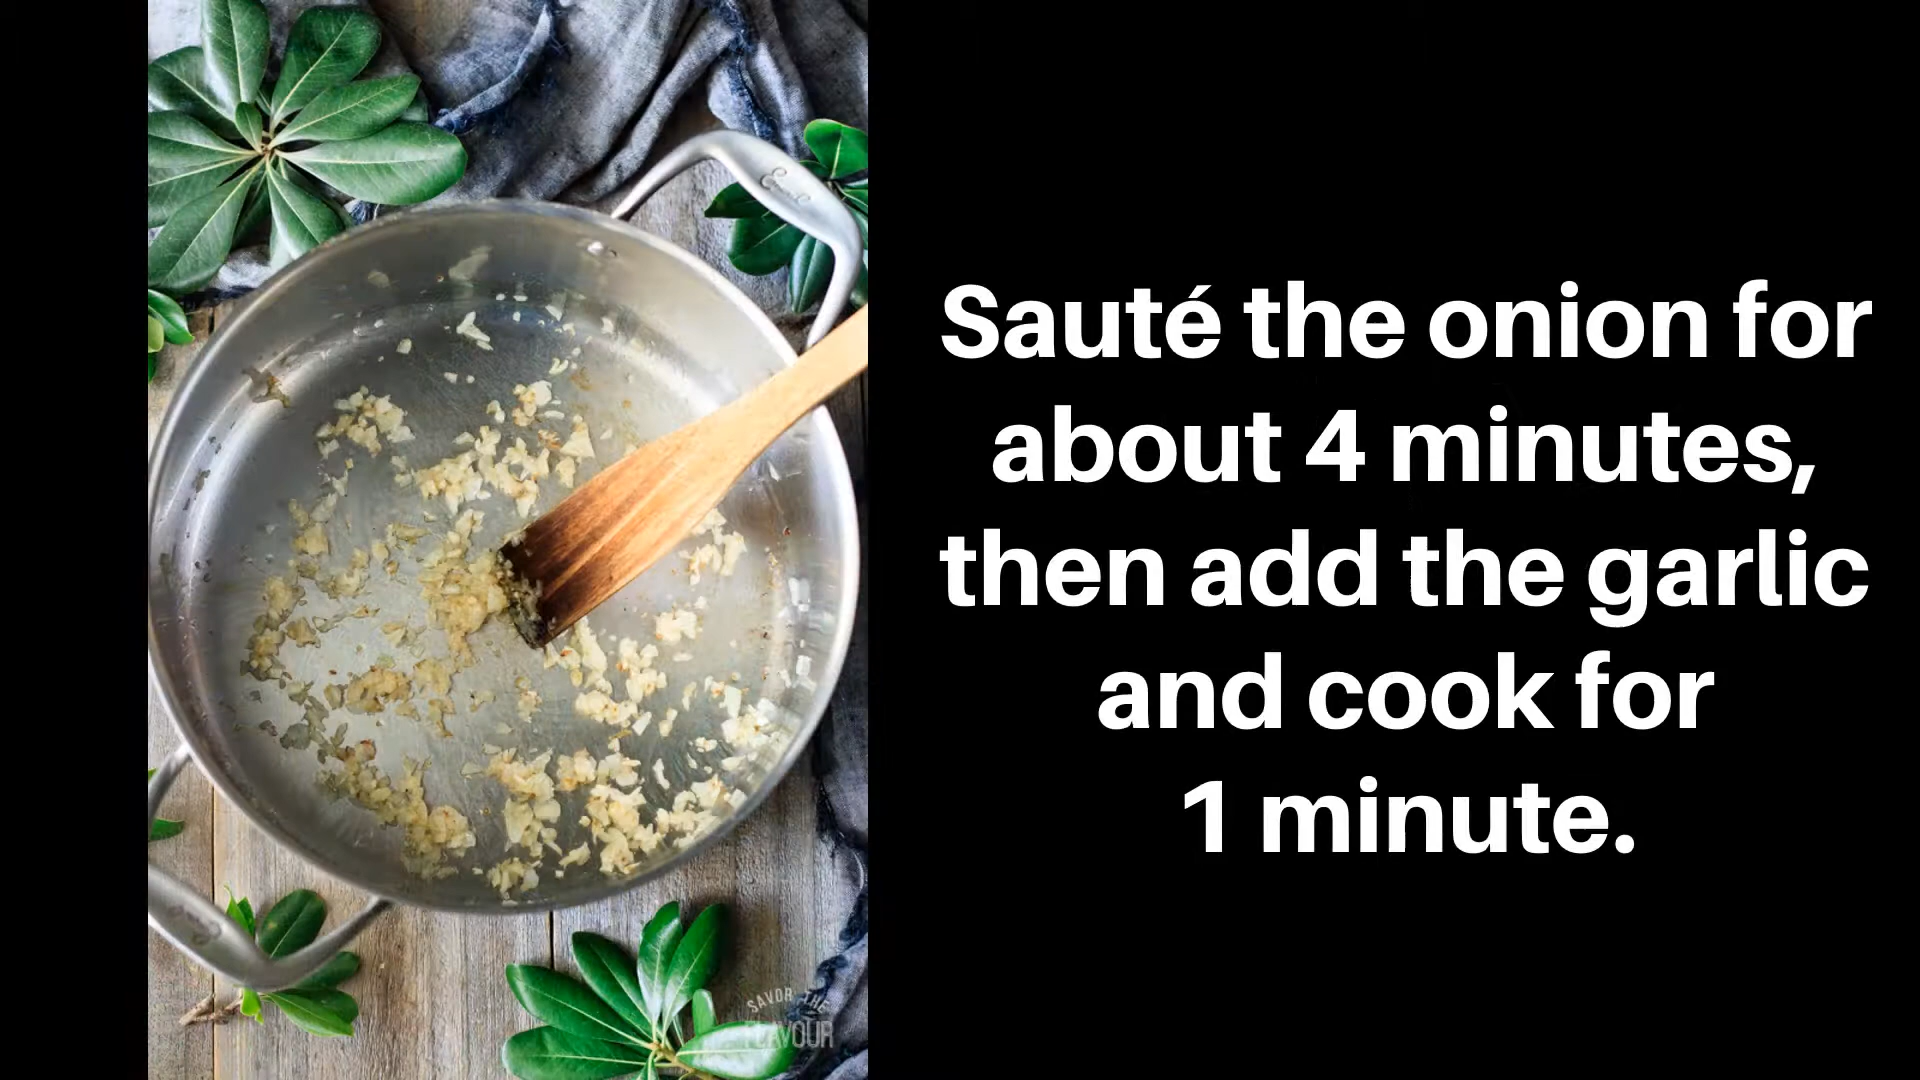 Sauté the onion for
about 4 minutes,
then add the garlic
and cook for
1 minute.
SAVOR THE
FLAVOUR